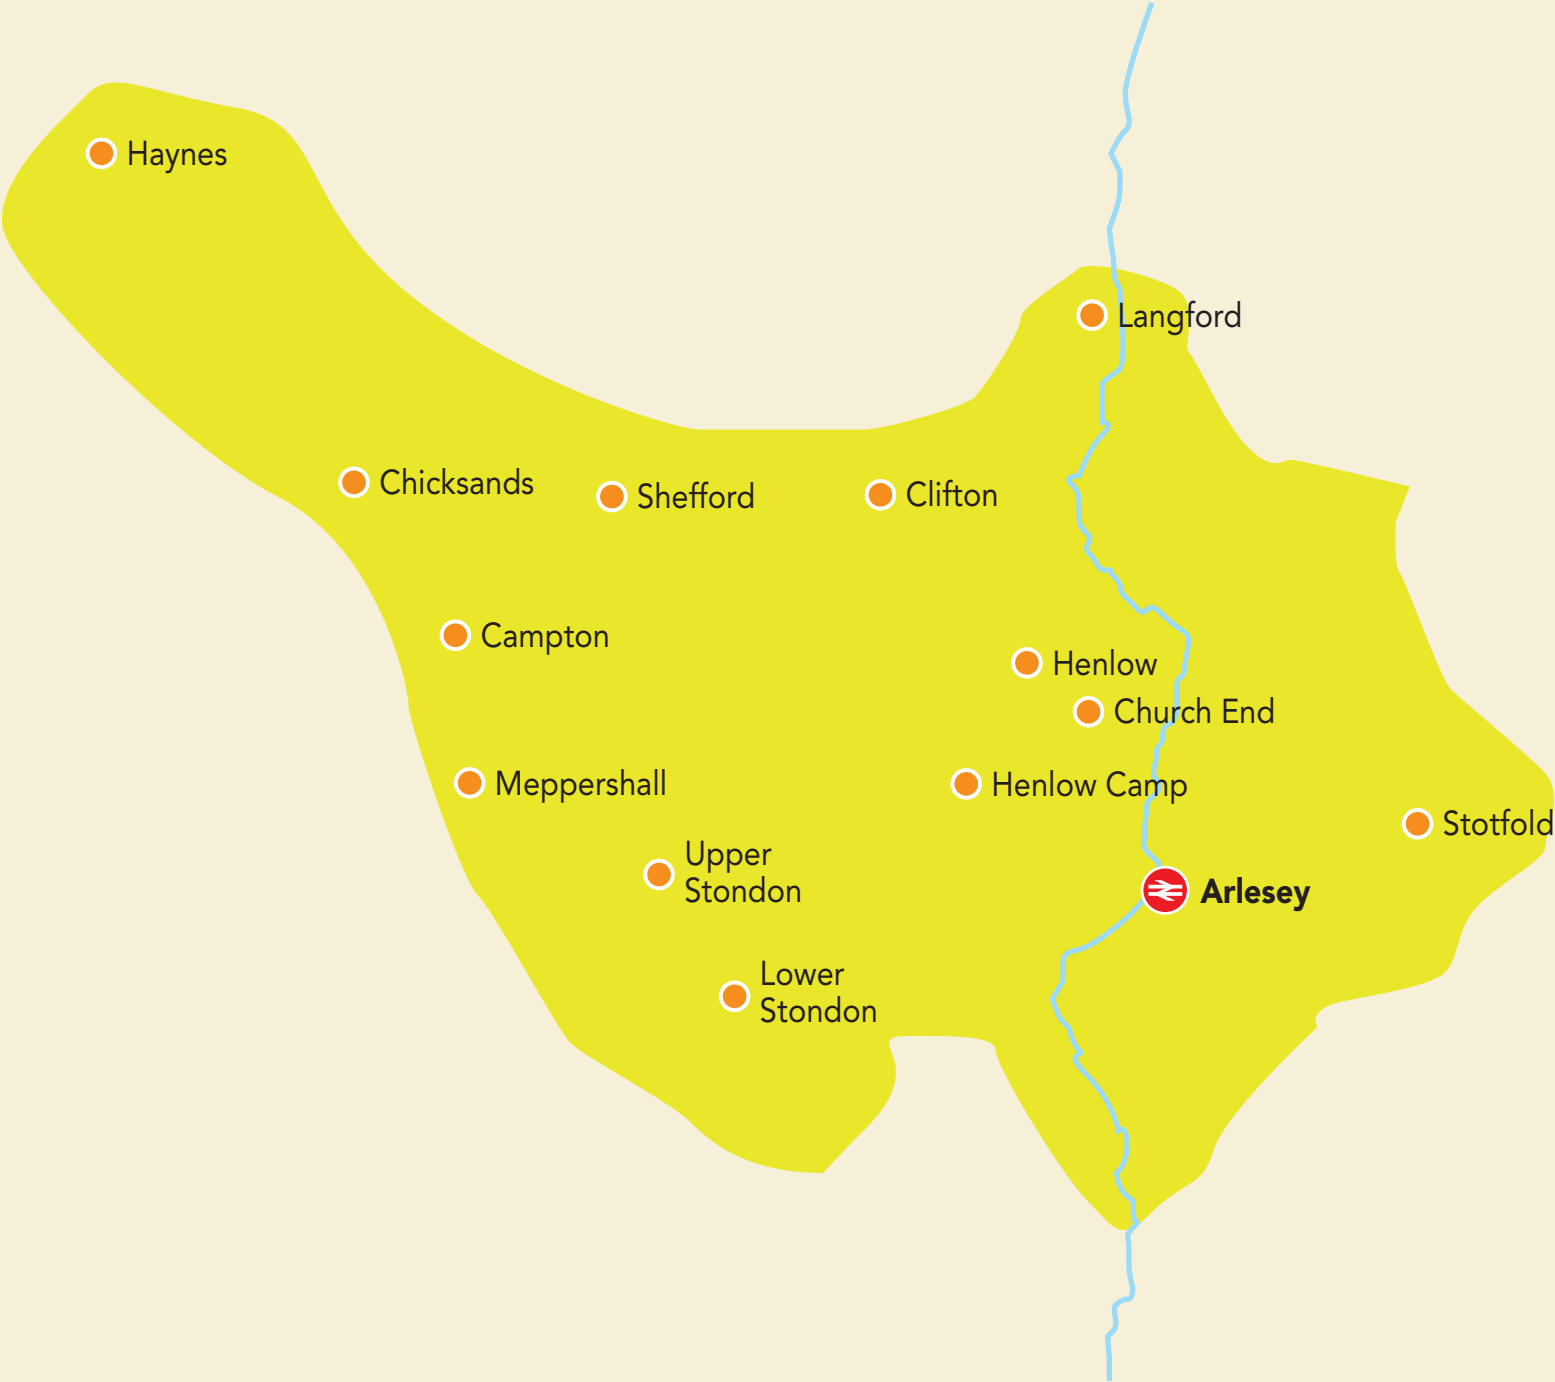 Haynes
Langford
Chicksands
Shefford
Clifton
Campton
Henlow
Church End
Meppershall
Henlow Camp
Stotfold
Upper
Stondon
Arlesey
Lower
Stondon